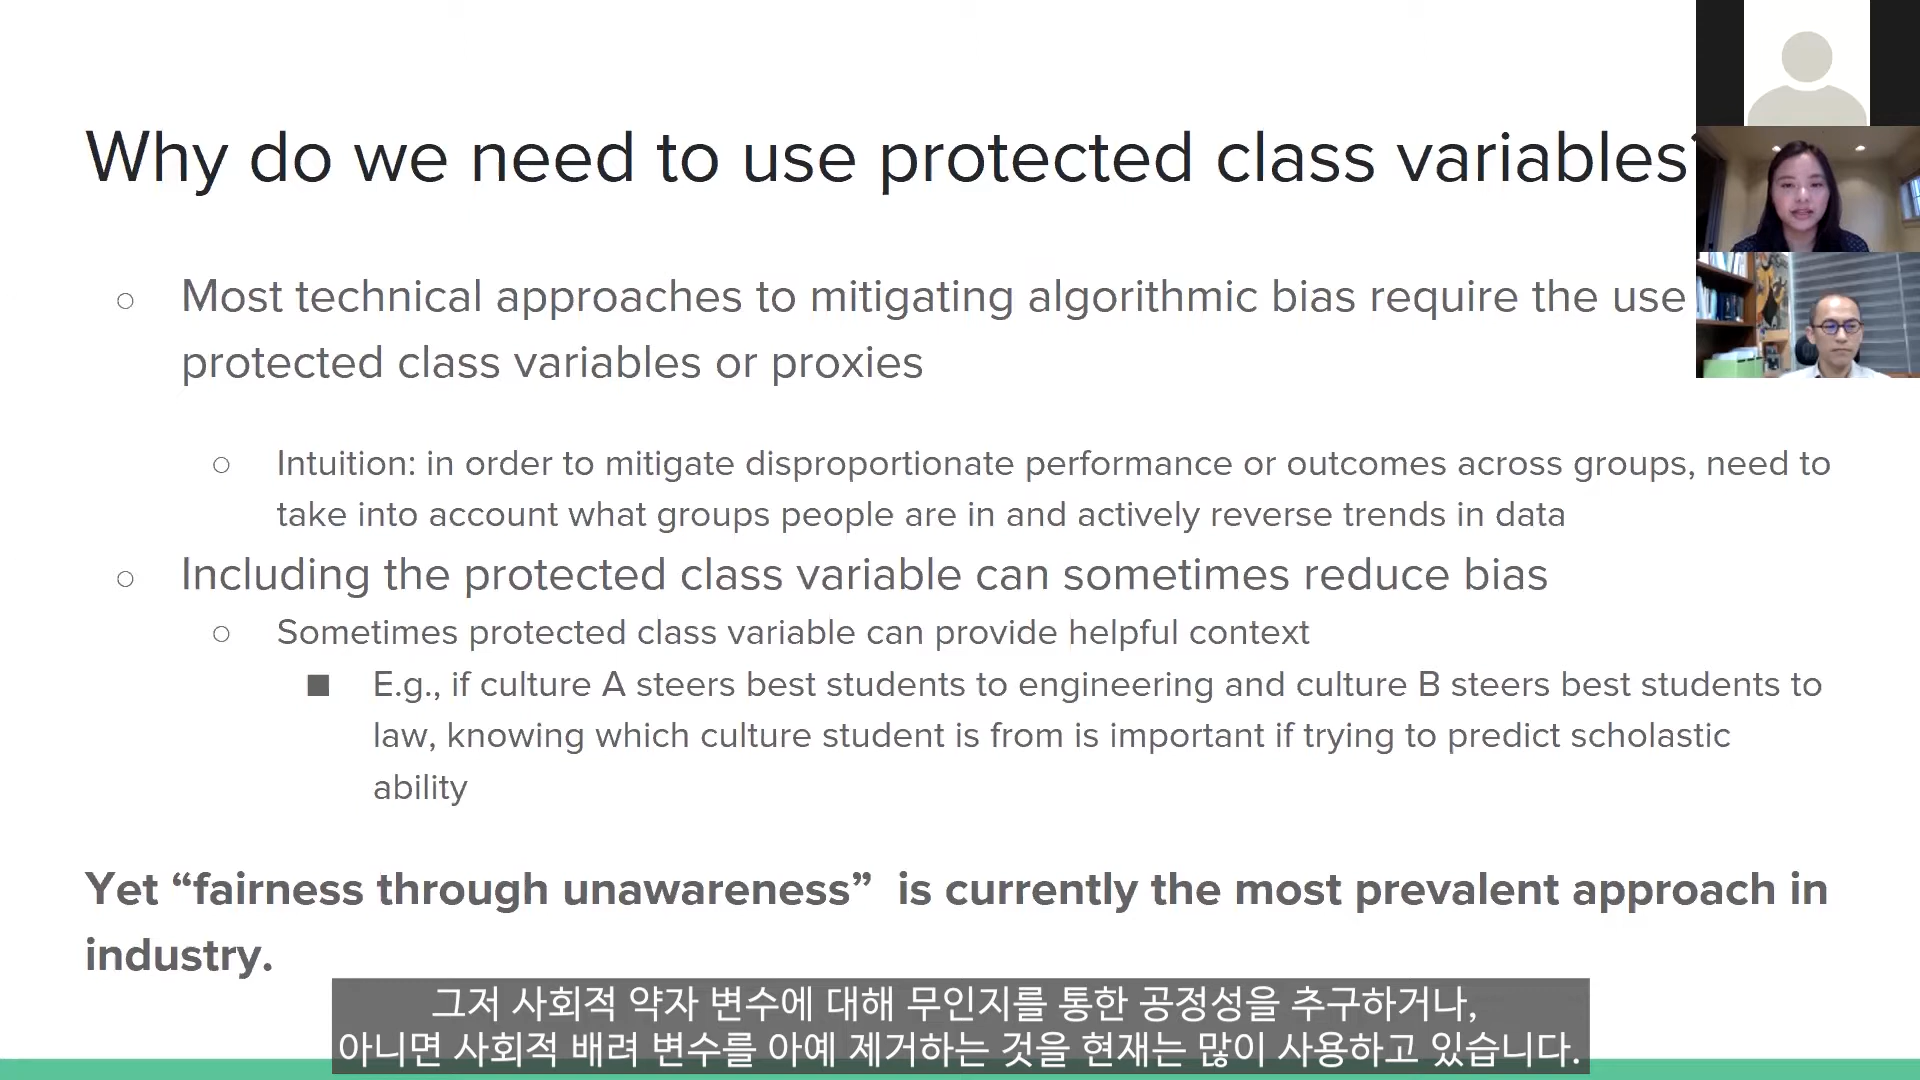 Why do we need to use protected class variables
Most technical approaches to mitigating algorithmic bias require the use
protected class variables or proxies
Intuition: in order to mitigate disproportionate performance or outcomes across groups, need to
take into account what groups people are in and actively reverse trends in data
Including the protected class variable can sometimes reduce bias
Sometimes protected class variable can provide helpful context
E.g., if culture A steers best students to engineering and culture B steers best students to
law, knowing which culture student is from is important if trying to predict scholastic
ability
Yet “fairness through unawareness”  is currently the most prevalent approach in
industry.
그저 사회적 약자 변수에 대해 무인지를 통한 공정성을 추구하거나,
아니면 사회적 배려 변수를 아예 제거하는 것을 현재는 많이 사용하고 있습니다.